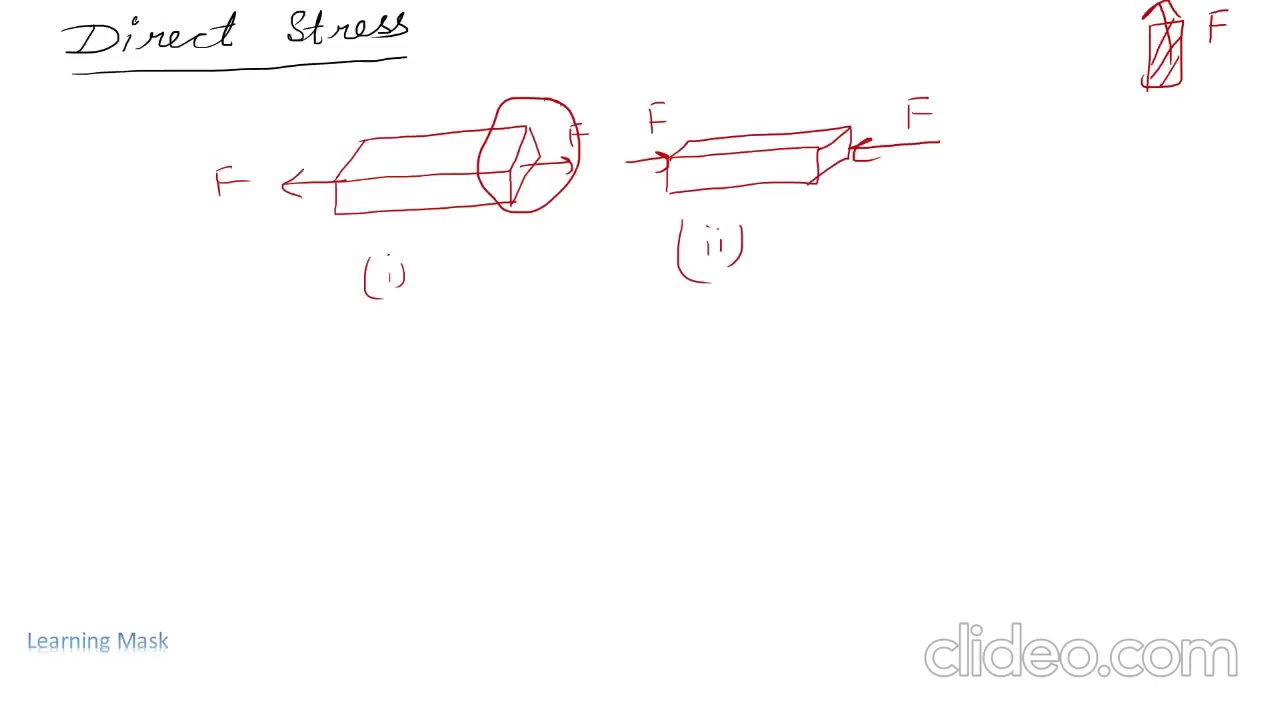 Direct Stress
F
F
F
F
F
(i)
(ii)
Learning Mask
clideo.com